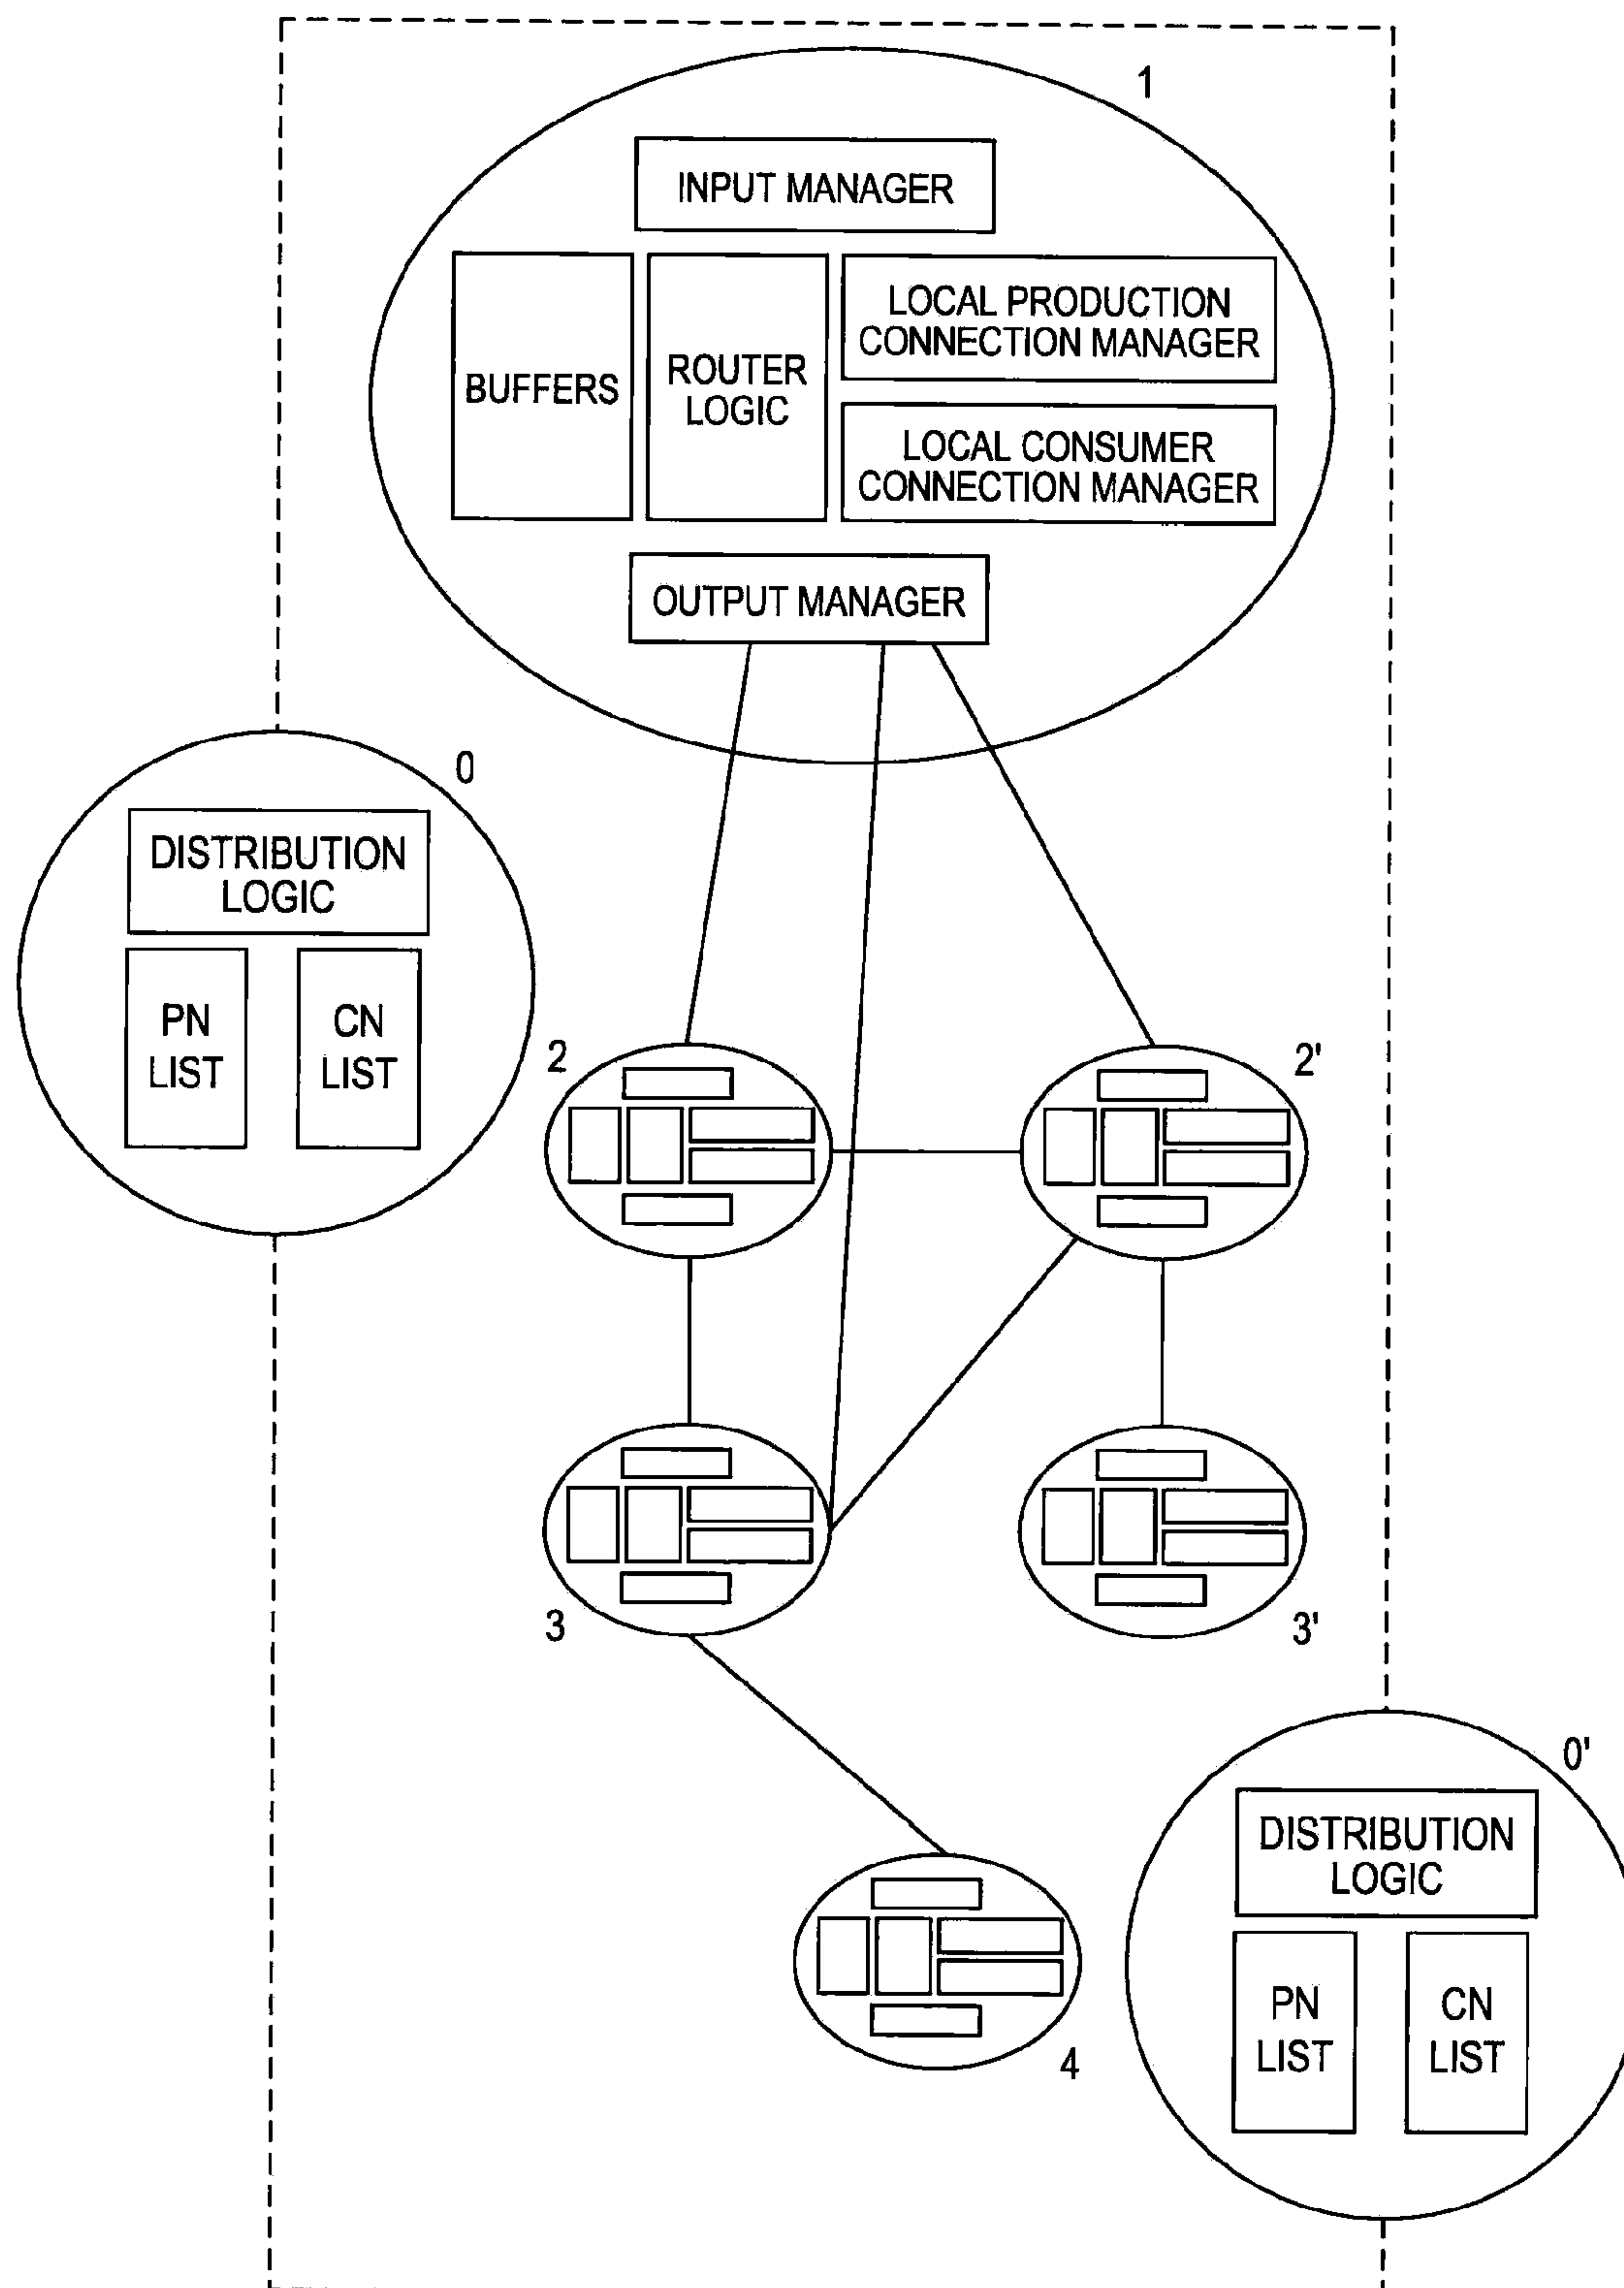 1
INPUT MANAGER
BUFFERS
ROUTER
LOGIC
LOCAL PRODUCTION
CONNECTION MANAGER
LOCAL CONSUMER
CONNECTION MANAGER
OUTPUT MANAGER
0
DISTRIBUTION
LOGIC
PN
LIST
CN
LIST
2
2'
3
3'
0'
DISTRIBUTION
LOGIC
PN
LIST
CN
LIST
4